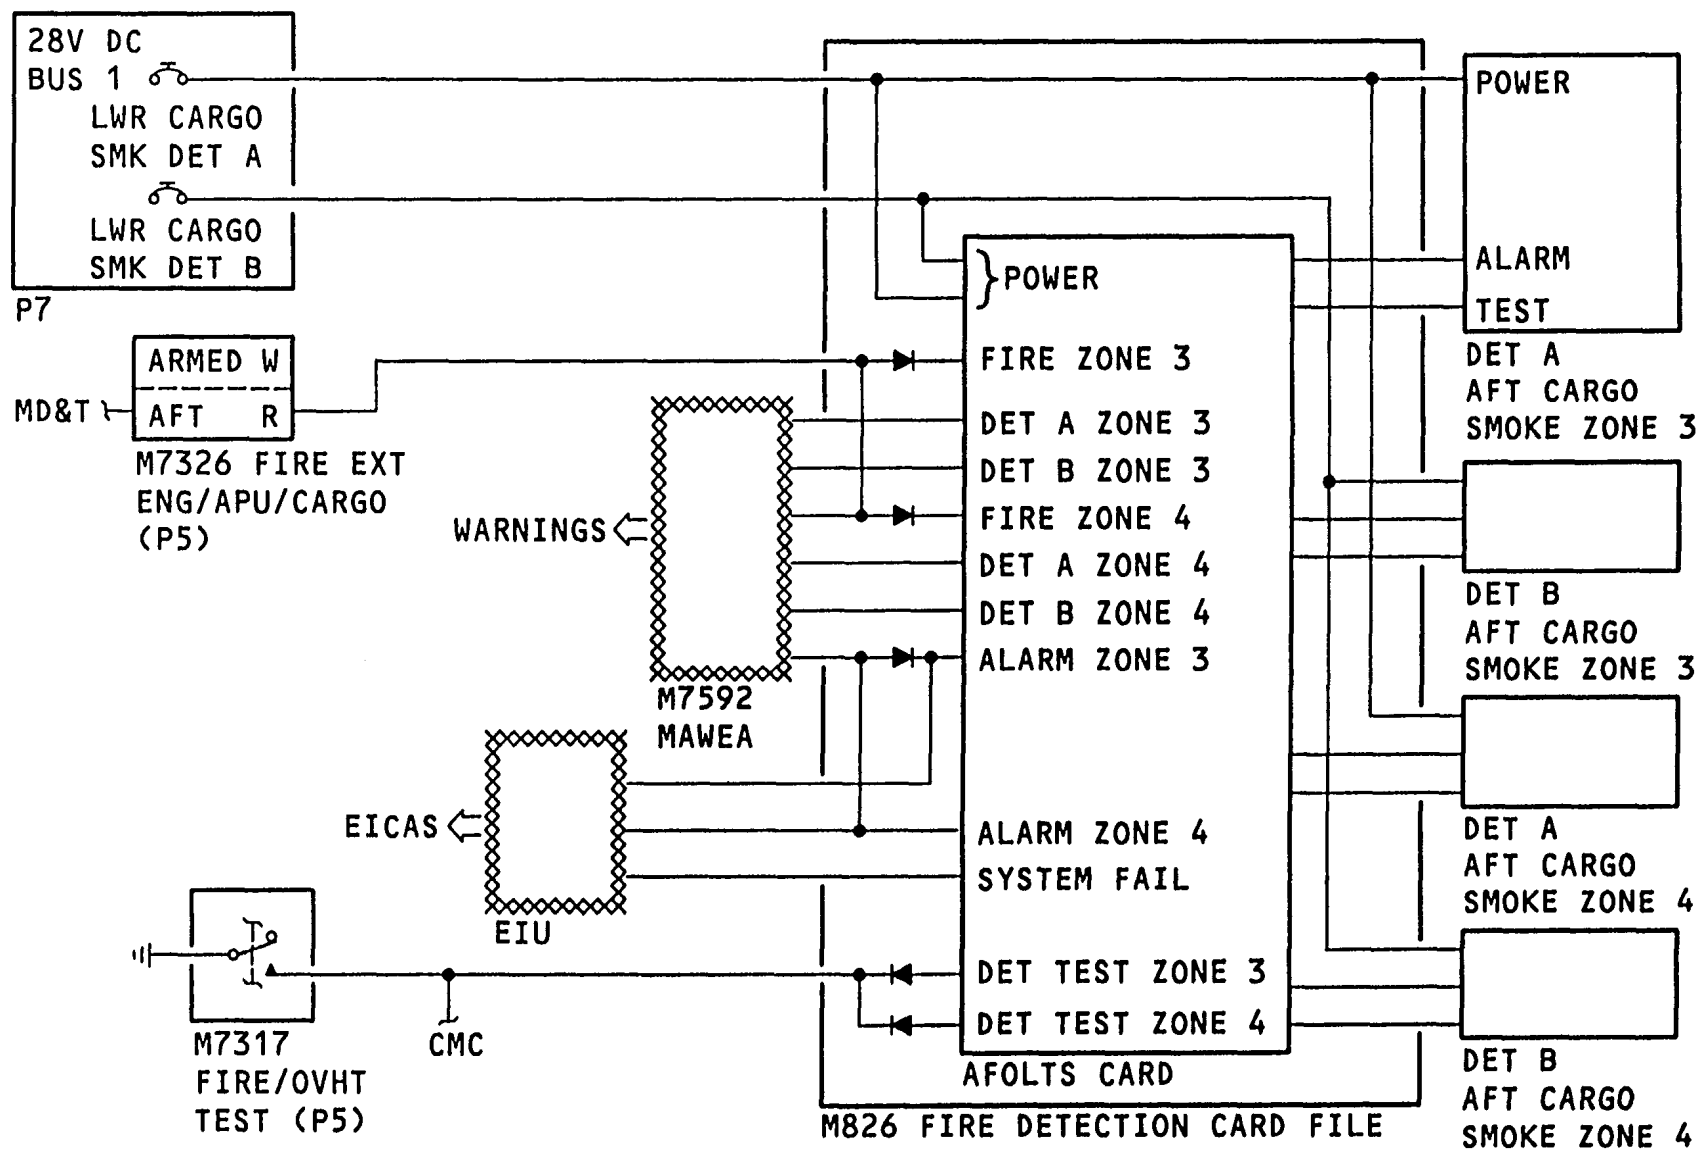 28V DC
BUS 1
LWR CARGO
SMK DET A
LWR CARGO
SMK DET B
P7
ARMED W
MD&T
AFT R
M7326 FIRE EXT
ENG/APU/CARGO
(P5)
WARNINGS
M7592
MAWEA
EICAS
EIU
M7317
FIRE/OVHT
TEST (P5)
CMC
POWER
FIRE ZONE 3
DET A ZONE 3
DET B ZONE 3
FIRE ZONE 4
DET A ZONE 4
DET B ZONE 4
ALARM ZONE 3
ALARM ZONE 4
SYSTEM FAIL
DET TEST ZONE 3
DET TEST ZONE 4
AFOLTS CARD
M826 FIRE DETECTION CARD FILE
POWER
ALARM
TEST
DET A
AFT CARGO
SMOKE ZONE 3
DET B
AFT CARGO
SMOKE ZONE 3
DET A
AFT CARGO
SMOKE ZONE 4
DET B
AFT CARGO
SMOKE ZONE 4